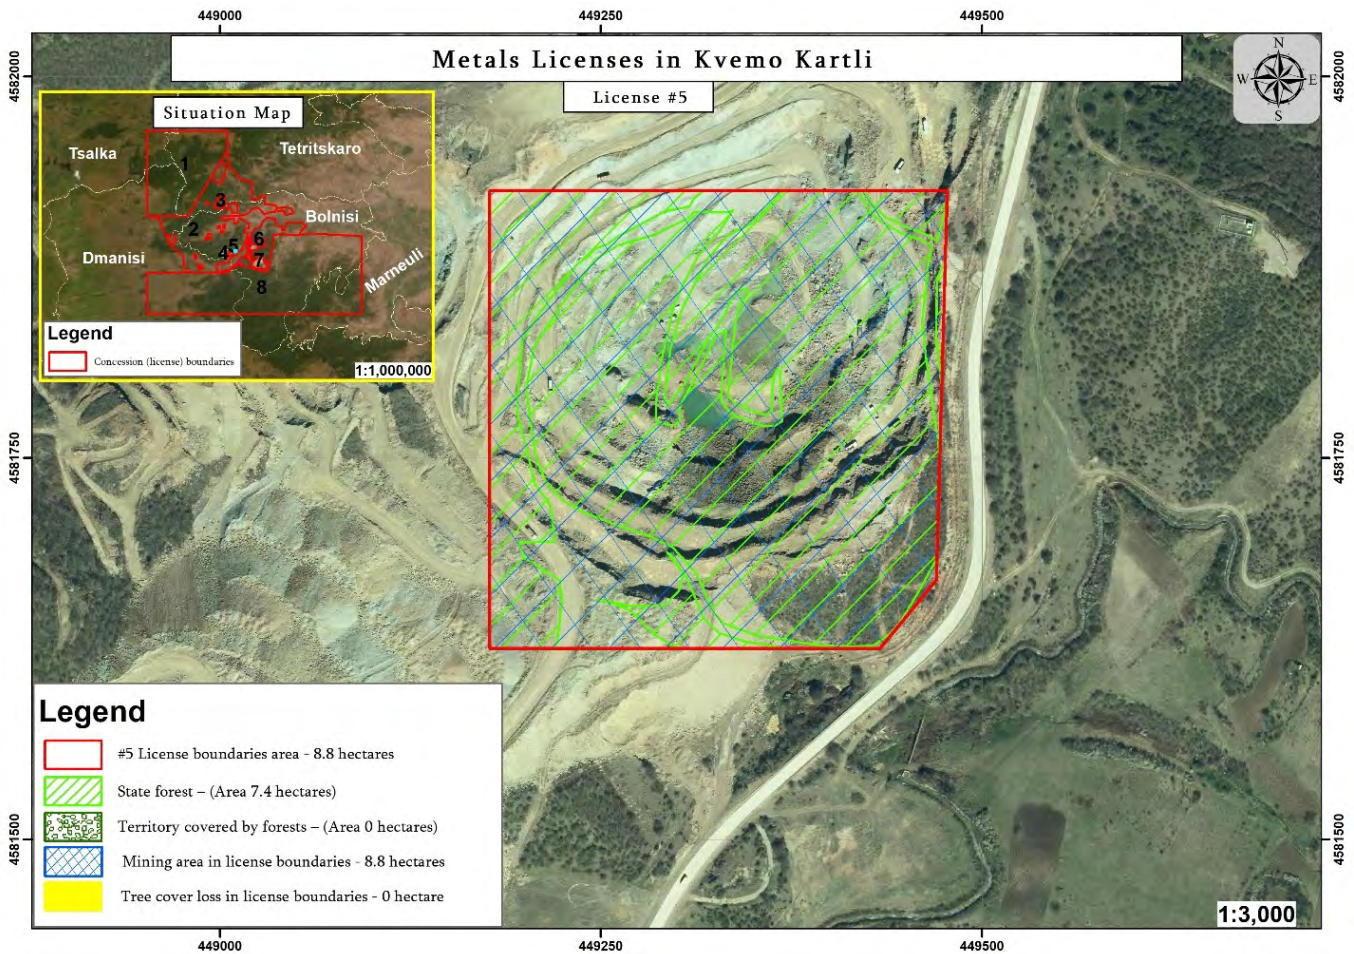 449000
449250
449500
Metals Licenses in Kvemo Kartli
License #5
N
W
E
S
4582000
4582000
Situation Map
Tsalka
Tetritskaro
1
3
2
Bolnisi
6
5
4
7
Dmanisi
Marneuli
8
Legend
Concession (license) boundaries
1:1,000,000
4581750
4581750
Legend
#5 License boundaries area - 8.8 hectares
State forest – (Area 7.4 hectares)
Territory covered by forests – (Area 0 hectares)
Mining area in license boundaries - 8.8 hectares
Tree cover loss in license boundaries - 0 hectare
4581500
4581500
1:3,000
449000
449250
449500